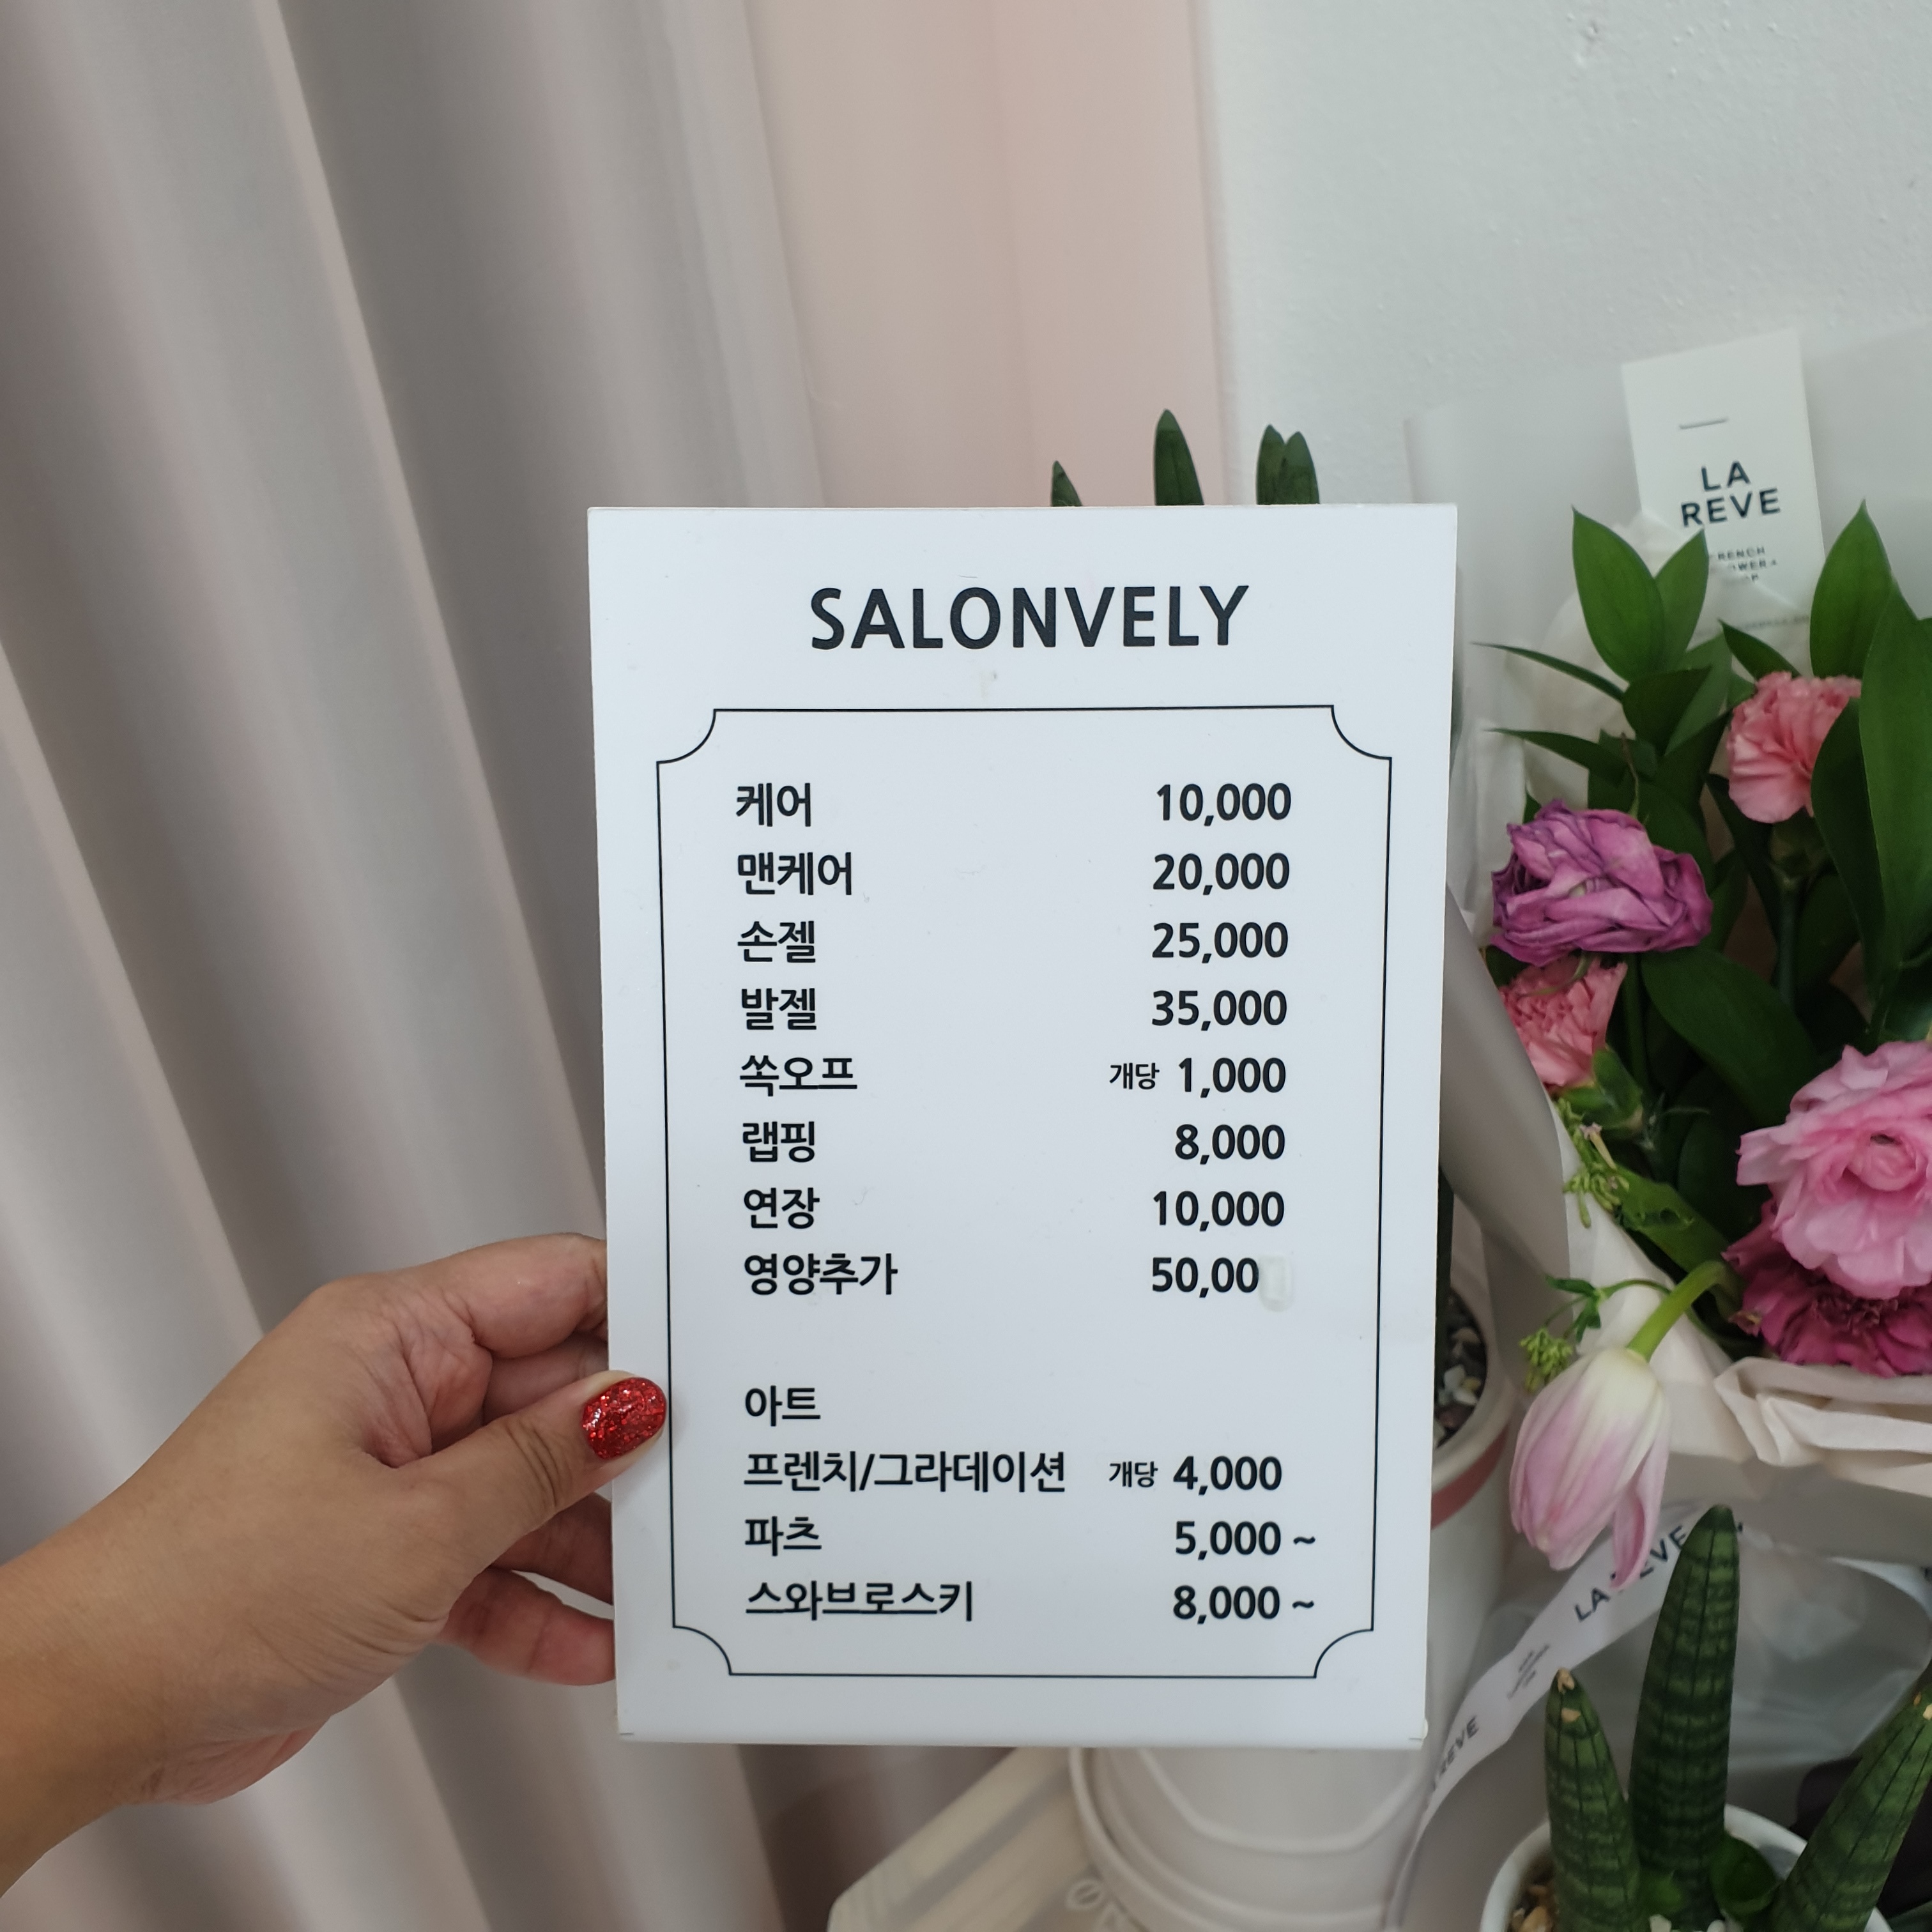 SALONVELY
케어 10,000
맨케어 20,000
손젤 25,000
발젤 35,000
쏙오프 개당 1,000
랩핑 8,000
연장 10,000
영양추가 50,00
아트
프렌치/그라데이션 개당 4,000
파츠 5,000 ~
스와브로스키 8,000 ~
LA
REVE